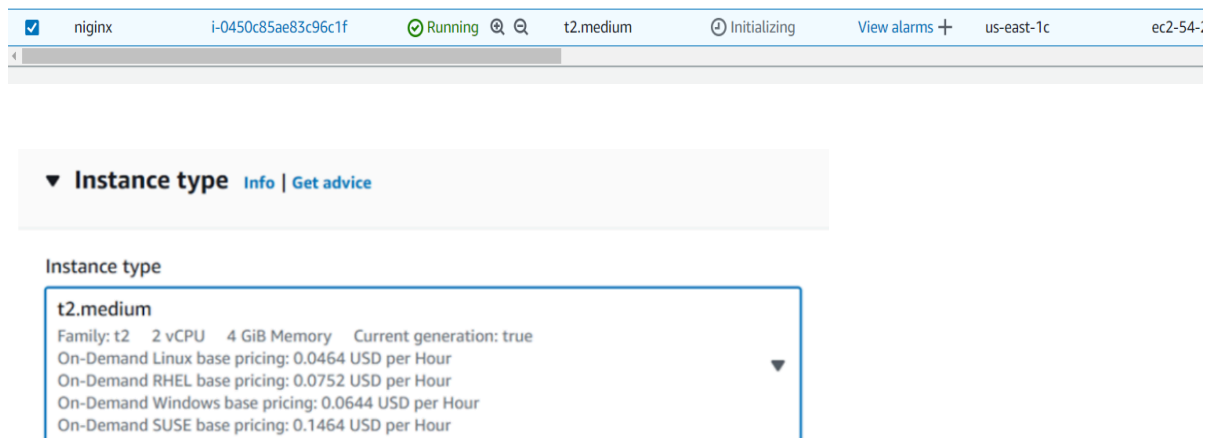 niginx i-0450c85ae83c96c1f Running t2.medium Initializing View alarms + us-east-1c ec2-54-
Instance type Info | Get advice
Instance type
t2.medium
Family: t2 2 vCPU 4 GiB Memory Current generation: true
On-Demand Linux base pricing: 0.0464 USD per Hour
On-Demand RHEL base pricing: 0.0752 USD per Hour
On-Demand Windows base pricing: 0.0644 USD per Hour
On-Demand SUSE base pricing: 0.1464 USD per Hour